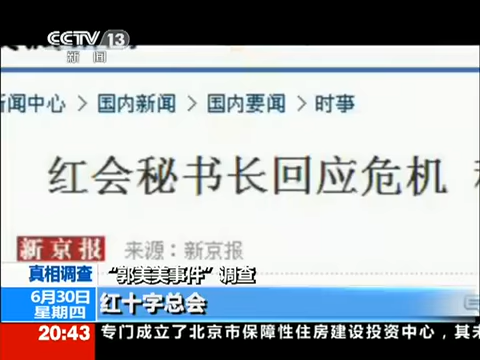 CCTV 13
新闻
新闻中心 > 国内新闻 > 国内要闻 > 时事
红会秘书长回应危机
新京报 来源：新京报
真相调查 "郭美美事件"调查
6月30日 红十字总会
星期四
20:43 专门成立了北京市保障性住房建设投资中心，其未